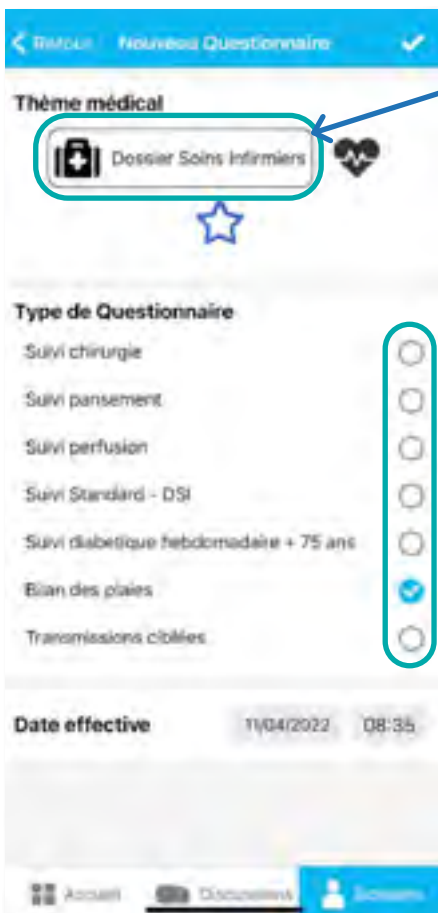 Retour Nouveau Questionnaire
Thème médical
Dossier Soins Infirmiers
Type de Questionnaire
Suivi chirurgie
Suivi pansement
Suivi perfusion
Suivi Standard - DSI
Suivi diabetique hebdomadaire + 75 ans
Bilan des plaies
Transmissions ciblées
Date effective 11/04/2022 08:35
Accueil Discussions Dossiers